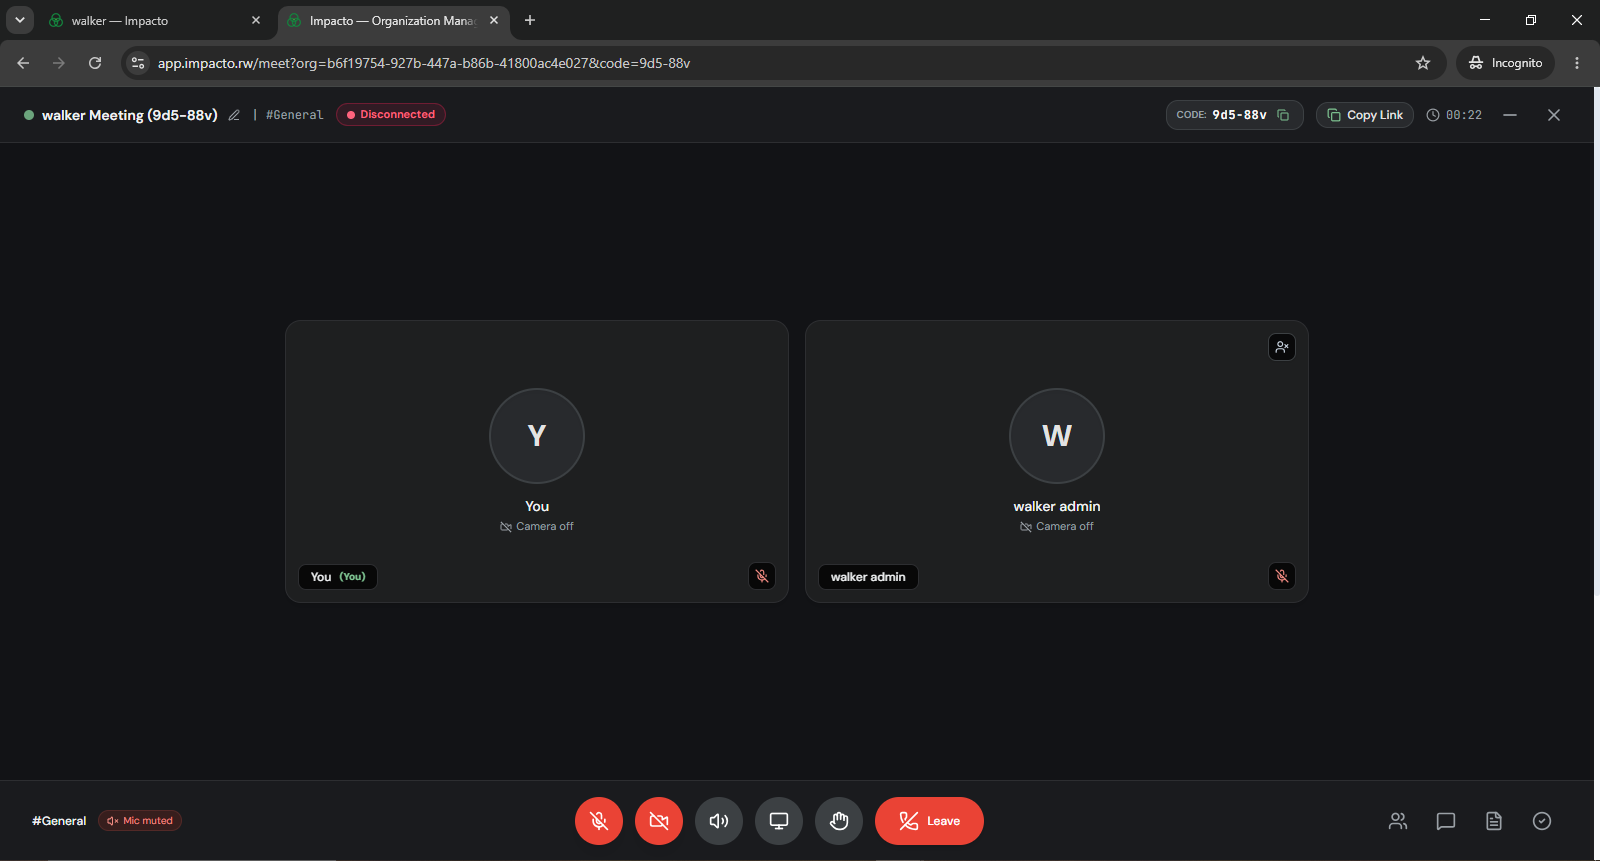 walker — Impacto
Impacto — Organization Mana
app.impacto.rw/meet?org=b6f19754-927b-447a-b86b-41800ac4e027&code=9d5-88v
Incognito
walker Meeting (9d5-88v) | #General Disconnected
CODE: 9d5-88v
Copy Link
00:22
Y
You
Camera off
You (You)
W
walker admin
Camera off
walker admin
#General
Mic muted
Leave